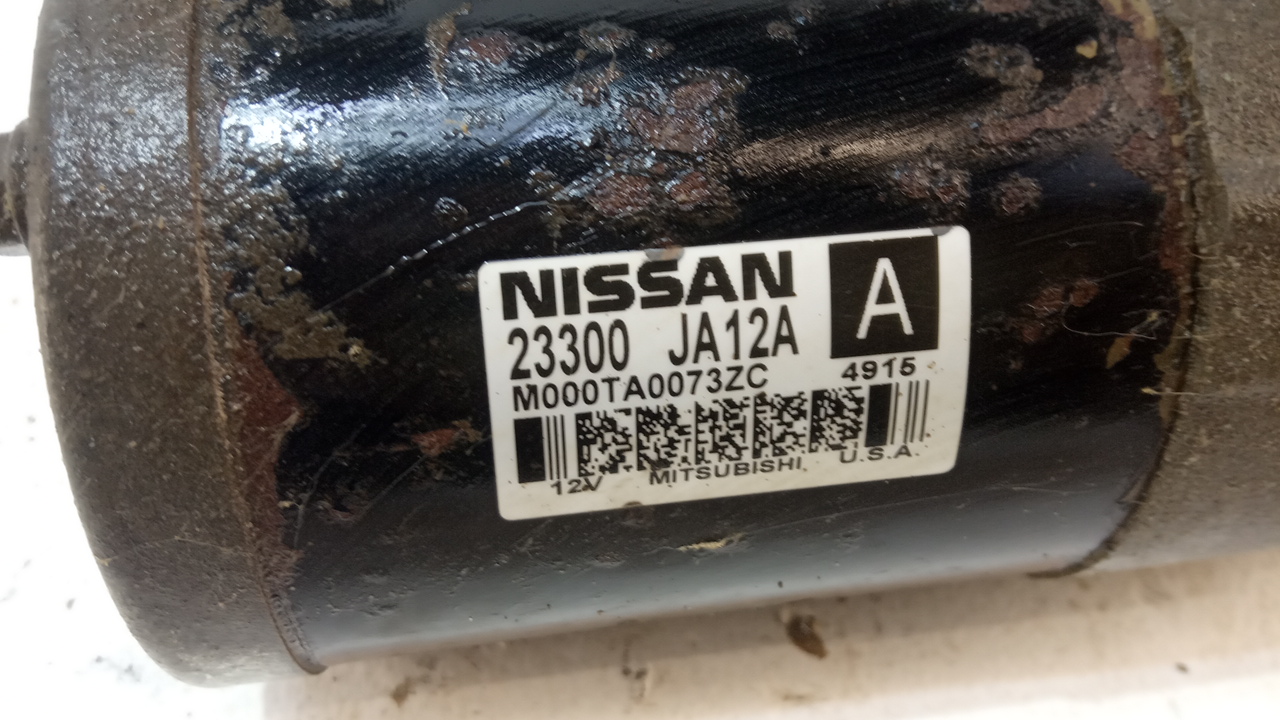 NISSAN A
23300 JA12A
M000TA0073ZC 4915
12V MITSUBISHI U.S.A.